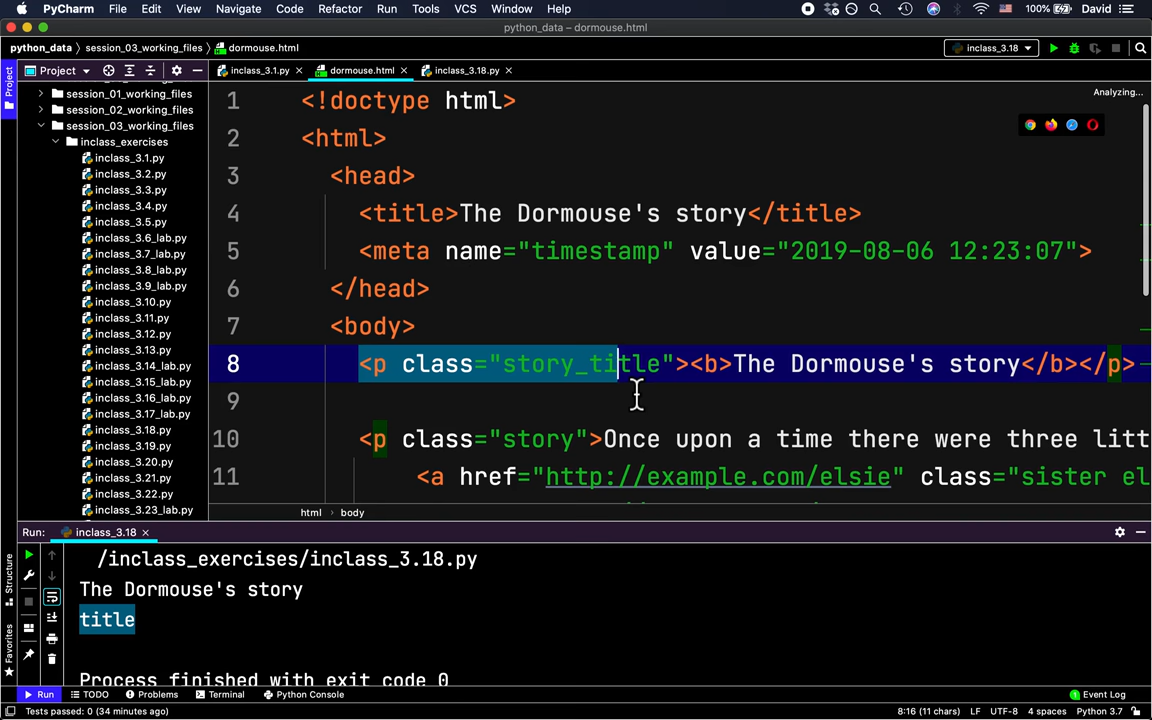 PyCharm File Edit View Navigate Code Refactor Run Tools VCS Window Help 100% David
python_data – dormouse.html
python_data session_03_working_files dormouse.html inclass_3.18
Project inclass_3.1.py dormouse.html inclass_3.18.py
Project
session_01_working_files
session_02_working_files
session_03_working_files
inclass_exercises
inclass_3.1.py
inclass_3.2.py
inclass_3.3.py
inclass_3.4.py
inclass_3.5.py
inclass_3.6_lab.py
inclass_3.7_lab.py
inclass_3.8_lab.py
inclass_3.9_lab.py
inclass_3.10.py
inclass_3.11.py
inclass_3.12.py
inclass_3.13.py
inclass_3.14_lab.py
inclass_3.15_lab.py
inclass_3.16_lab.py
inclass_3.17_lab.py
inclass_3.18.py
inclass_3.19.py
inclass_3.20.py
inclass_3.21.py
inclass_3.22.py
inclass_3.23_lab.py
Analyzing...
1 <!doctype html>
2 <html>
3 <head>
4 <title>The Dormouse's story</title>
5 <meta name="timestamp" value="2019-08-06 12:23:07">
6 </head>
7 <body>
8 <p class="story_title"><b>The Dormouse's story</b></p>
9
10 <p class="story">Once upon a time there were three litt
11 <a href="http://example.com/elsie" class="sister el
html › body
Run: inclass_3.18
/inclass_exercises/inclass_3.18.py
The Dormouse's story
title
Process finished with exit code 0
Structure
Favorites
Run TODO Problems Terminal Python Console 1 Event Log
Tests passed: 0 (34 minutes ago) 8:16 (11 chars) LF UTF-8 4 spaces Python 3.7